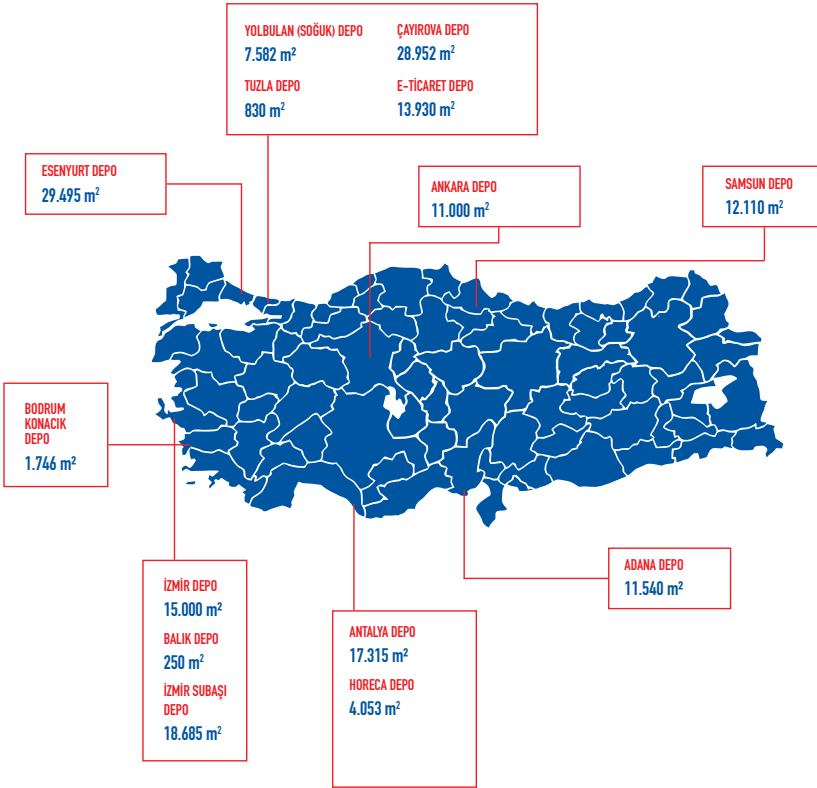 YOLBULAN (SOĞUK) DEPO
7.582 m²
ÇAYIROVA DEPO
28.952 m²
TUZLA DEPO
830 m²
E-TİCARET DEPO
13.930 m²
ESENYURT DEPO
29.495 m²
ANKARA DEPO
11.000 m²
SAMSUN DEPO
12.110 m²
BODRUM
KONACIK
DEPO
1.746 m²
İZMİR DEPO
15.000 m²
BALIK DEPO
250 m²
İZMİR SUBAŞI
DEPO
18.685 m²
ANTALYA DEPO
17.315 m²
HORECA DEPO
4.053 m²
ADANA DEPO
11.540 m²